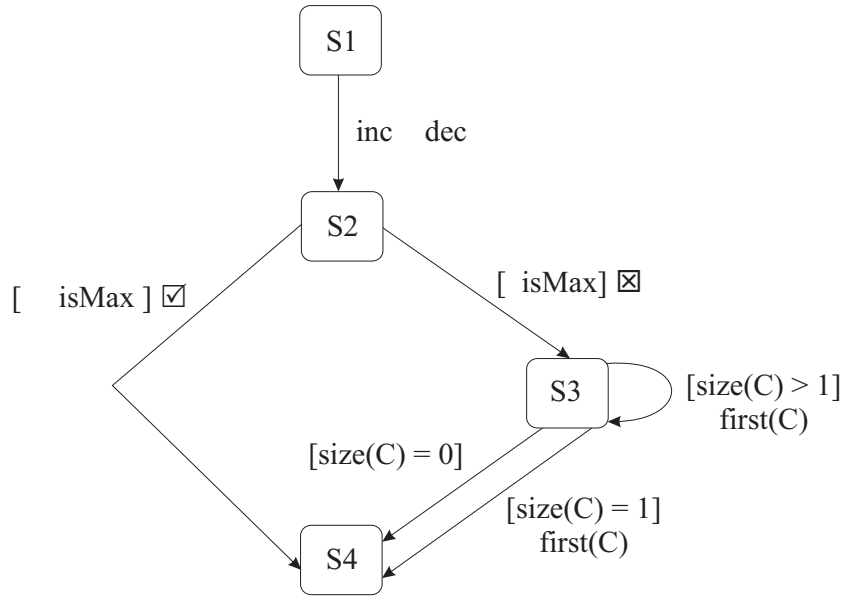 S1
inc dec
S2
[ isMax ] ☑
[ isMax] ☒
S3
[size(C) > 1]
first(C)
[size(C) = 0]
[size(C) = 1]
first(C)
S4